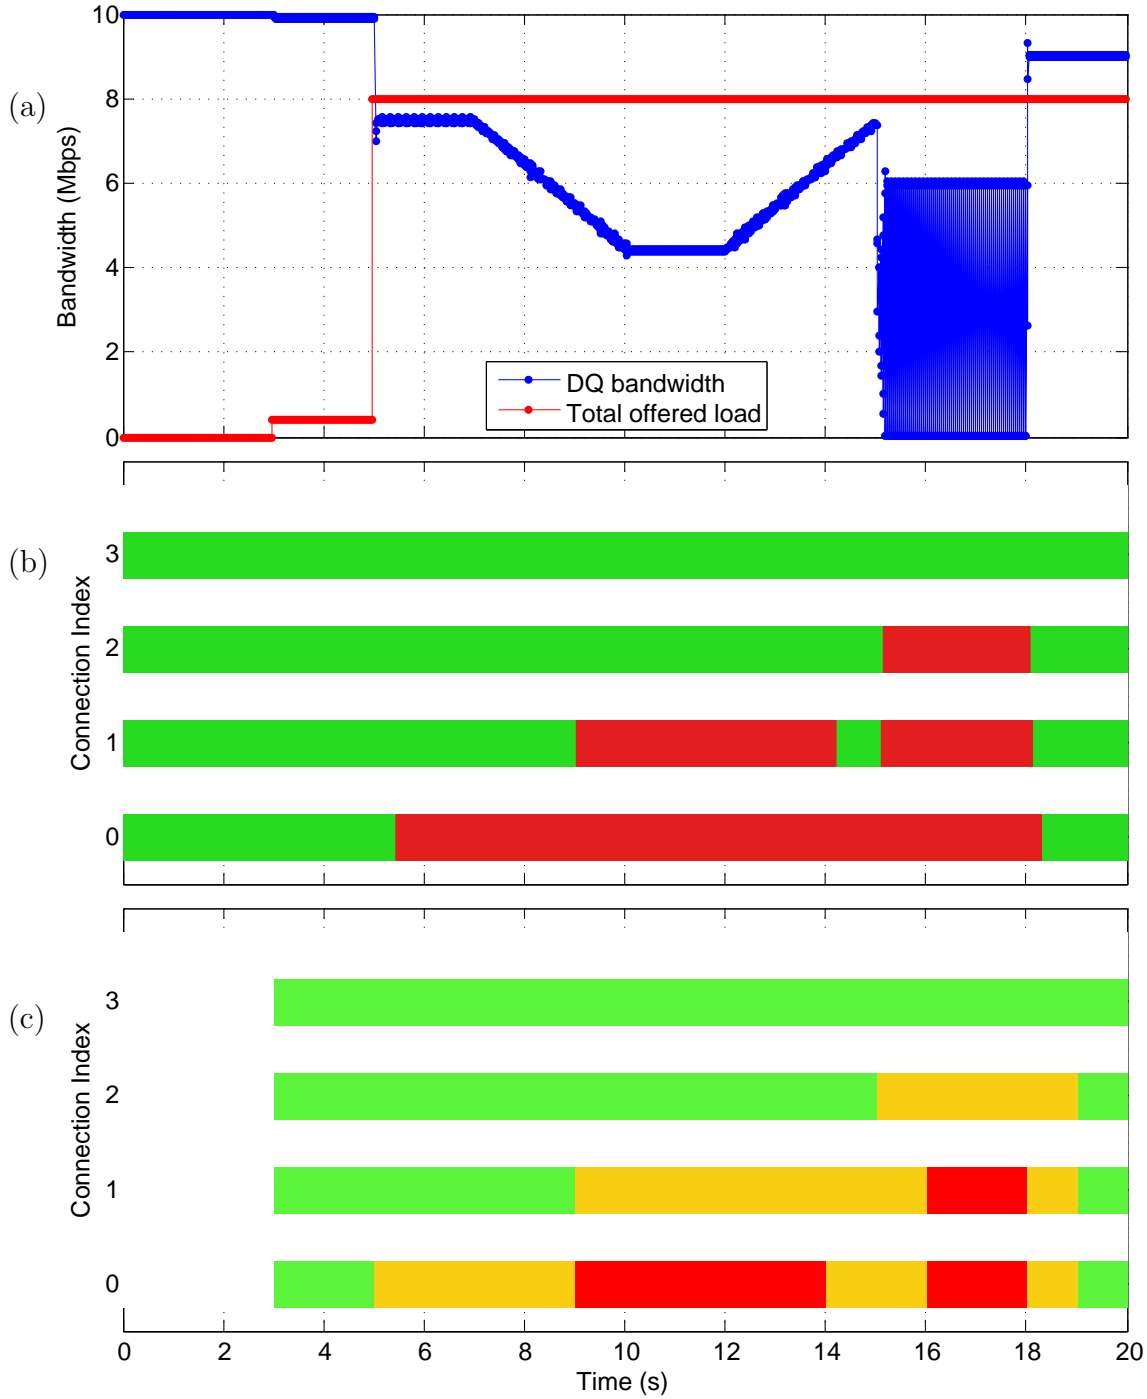 (a)
Bandwidth (Mbps)
10
8
6
4
2
0
DQ bandwidth
Total offered load
(b)
Connection Index
3
2
1
0
(c)
Connection Index
3
2
1
0
0 2 4 6 8 10 12 14 16 18 20
Time (s)